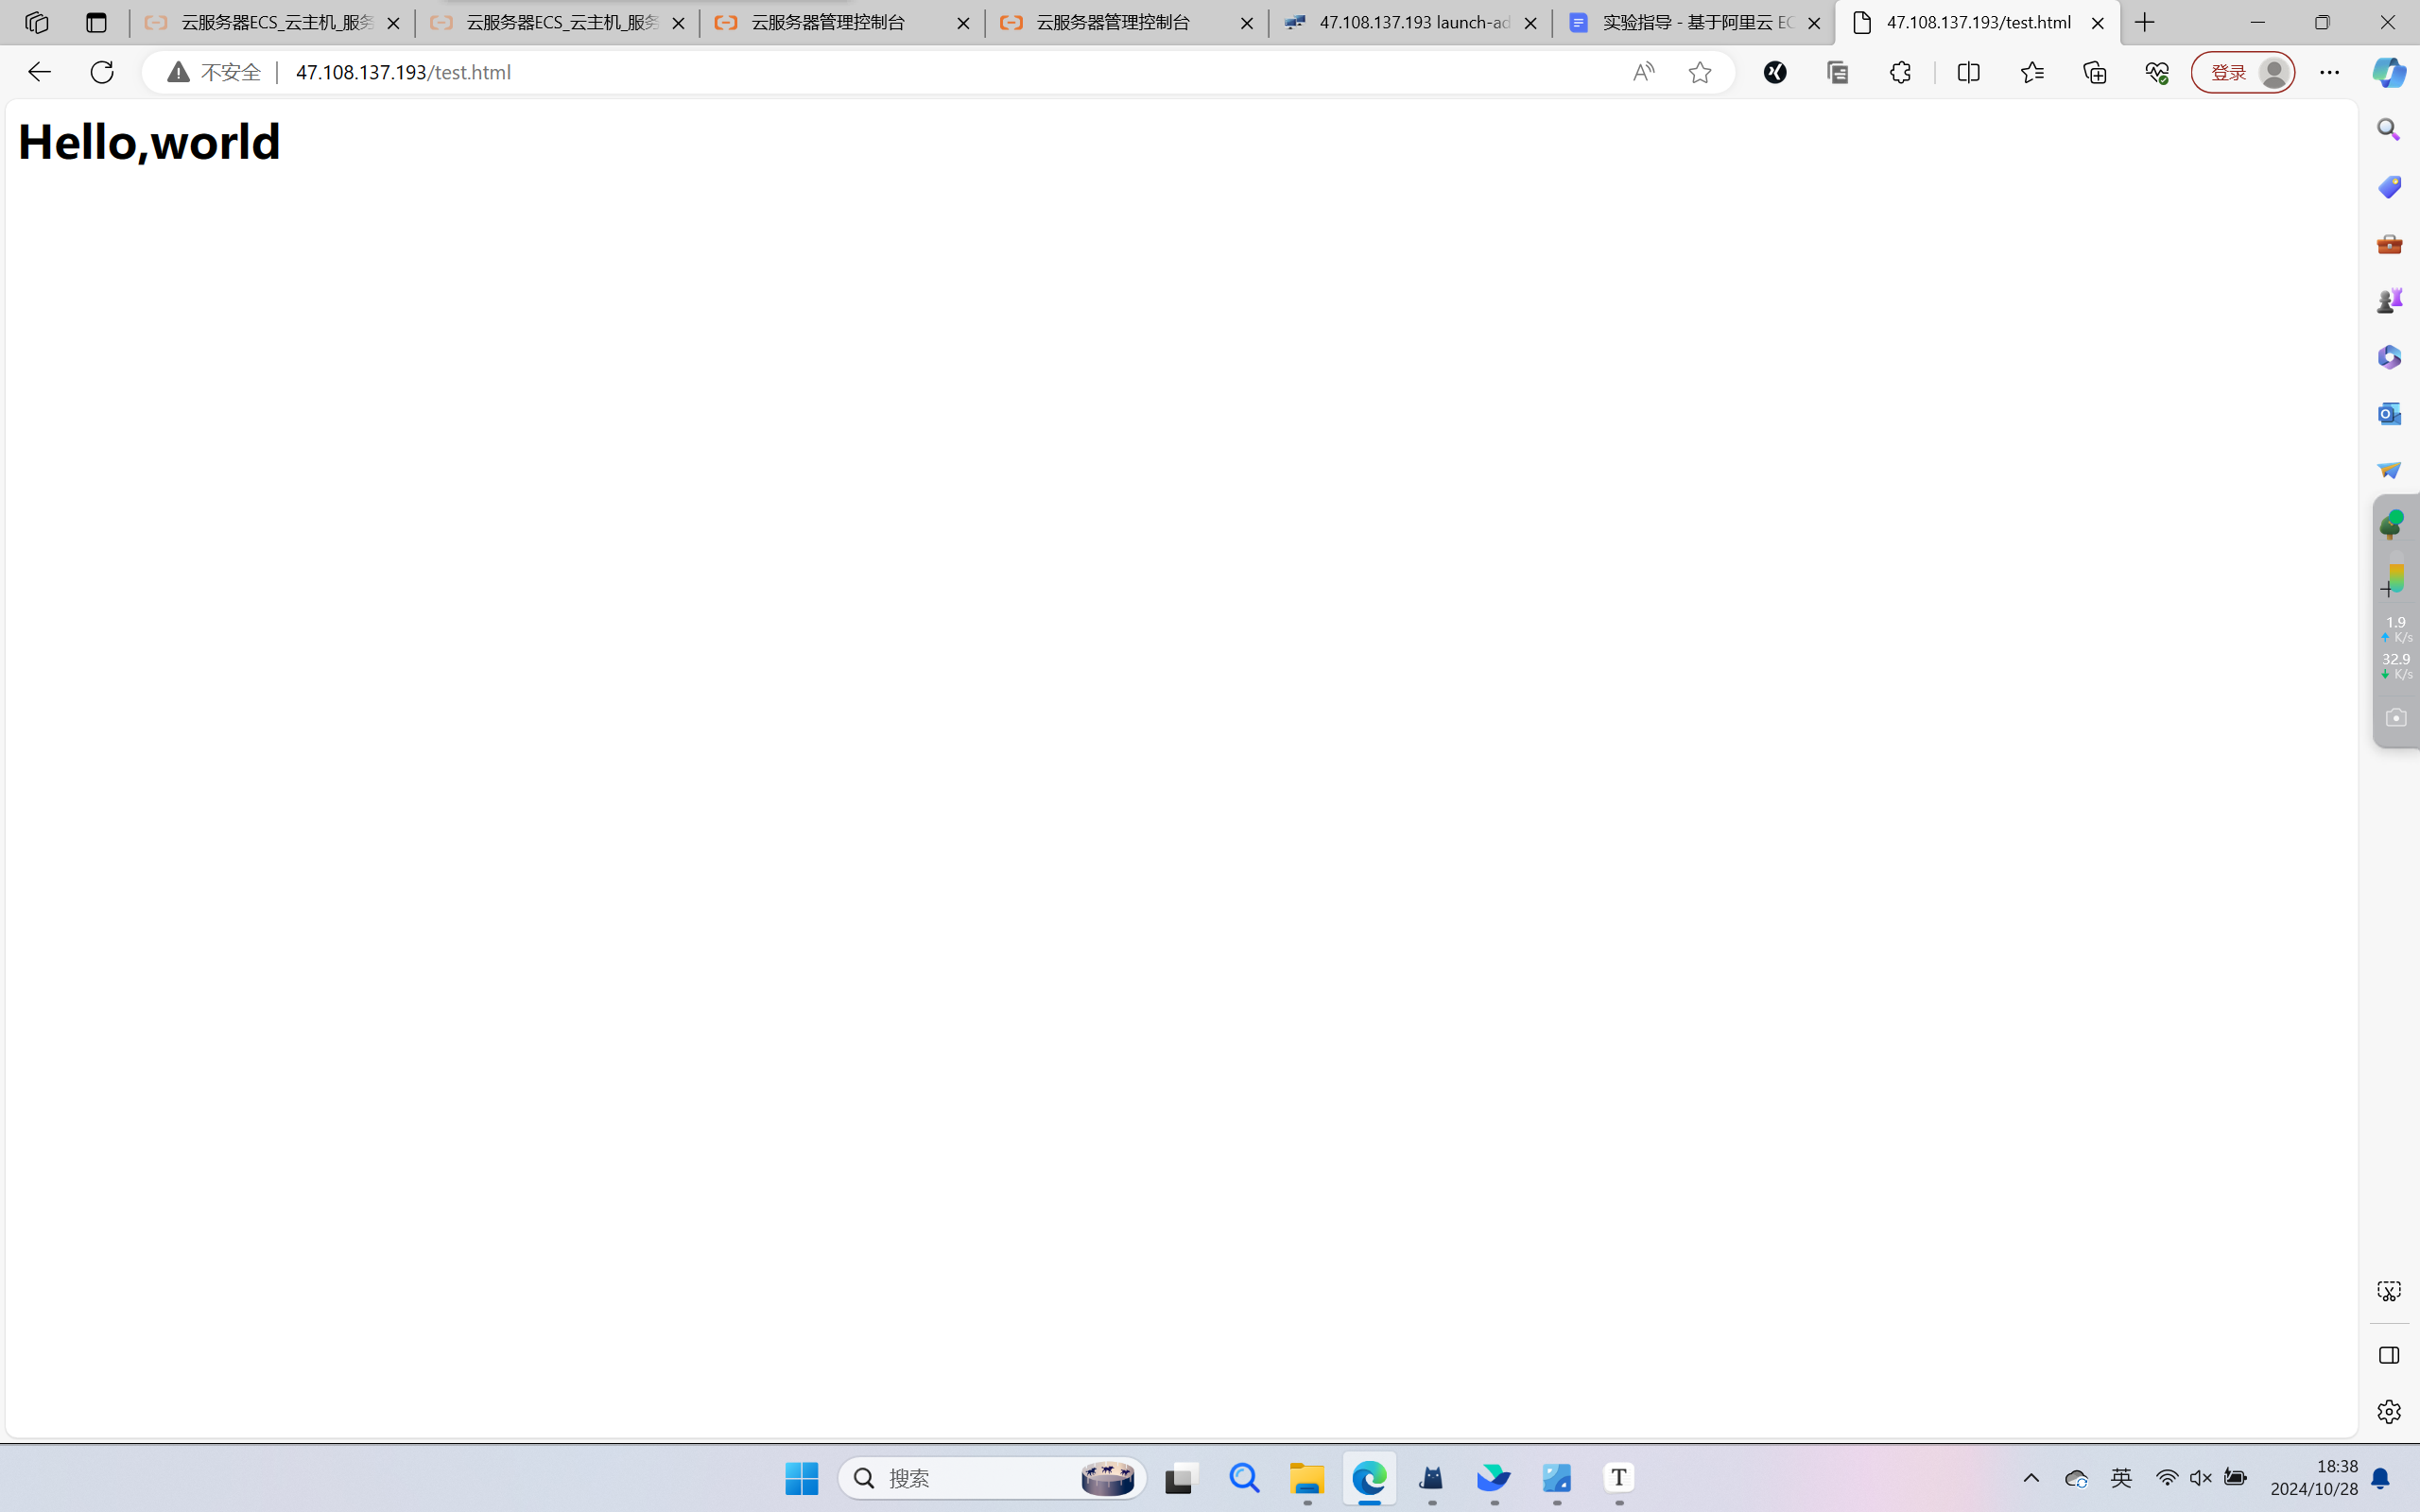 云服务器ECS_云主机_服务
云服务器ECS_云主机_服务
云服务器管理控制台
云服务器管理控制台
47.108.137.193 launch-ad
实验指导 - 基于阿里云 EC
47.108.137.193/test.html
不安全
47.108.137.193/test.html
登录
Hello,world
1.9
K/s
32.9
K/s
搜索
英
18:38
2024/10/28